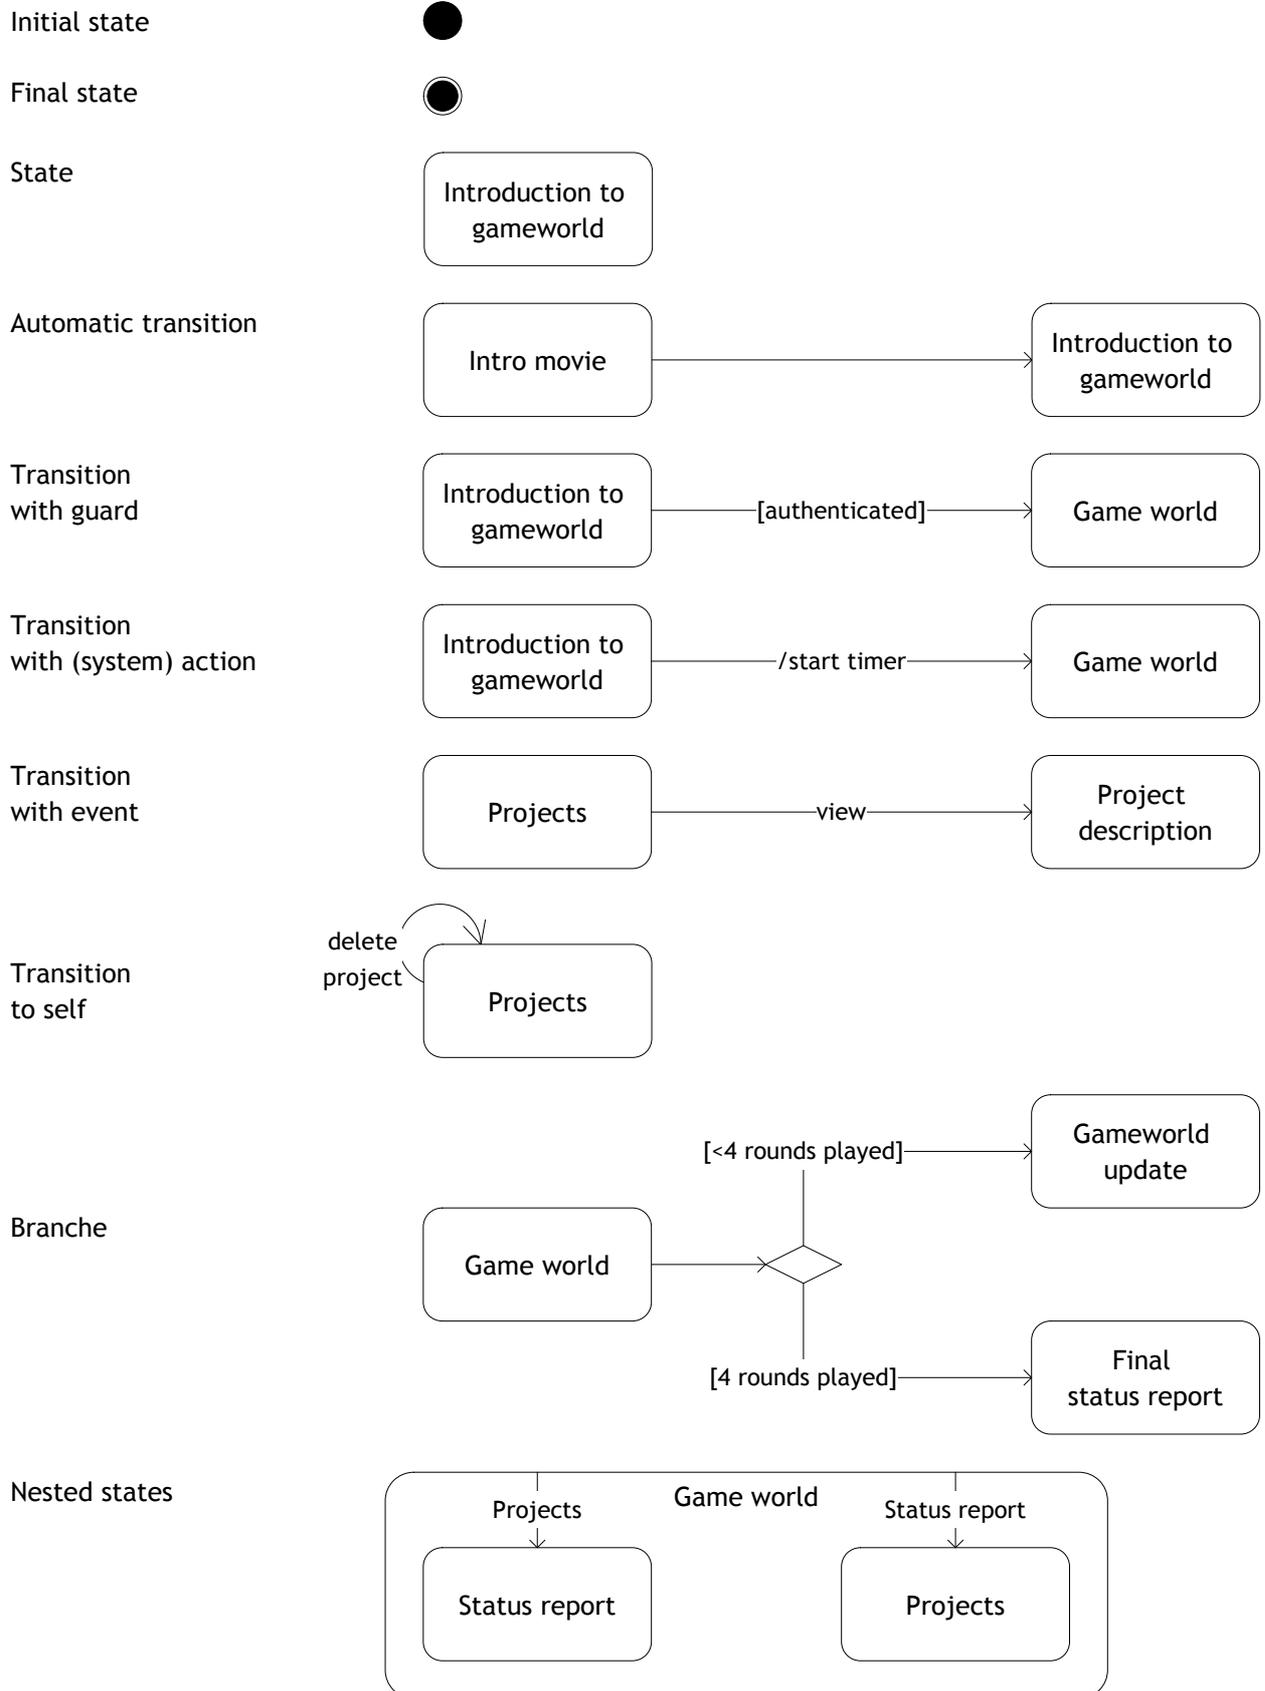 Initial state
Final state
State
Introduction to
gameworld
Automatic transition
Intro movie
Introduction to
gameworld
Transition
with guard
Introduction to
gameworld
[authenticated]
Game world
Transition
with (system) action
Introduction to
gameworld
/start timer
Game world
Transition
with event
Projects
view
Project
description
Transition
to self
delete
project
Projects
Branche
Game world
[<4 rounds played]
Gameworld
update
[4 rounds played]
Final
status report
Nested states
Game world
Projects
Status report
Status report
Projects